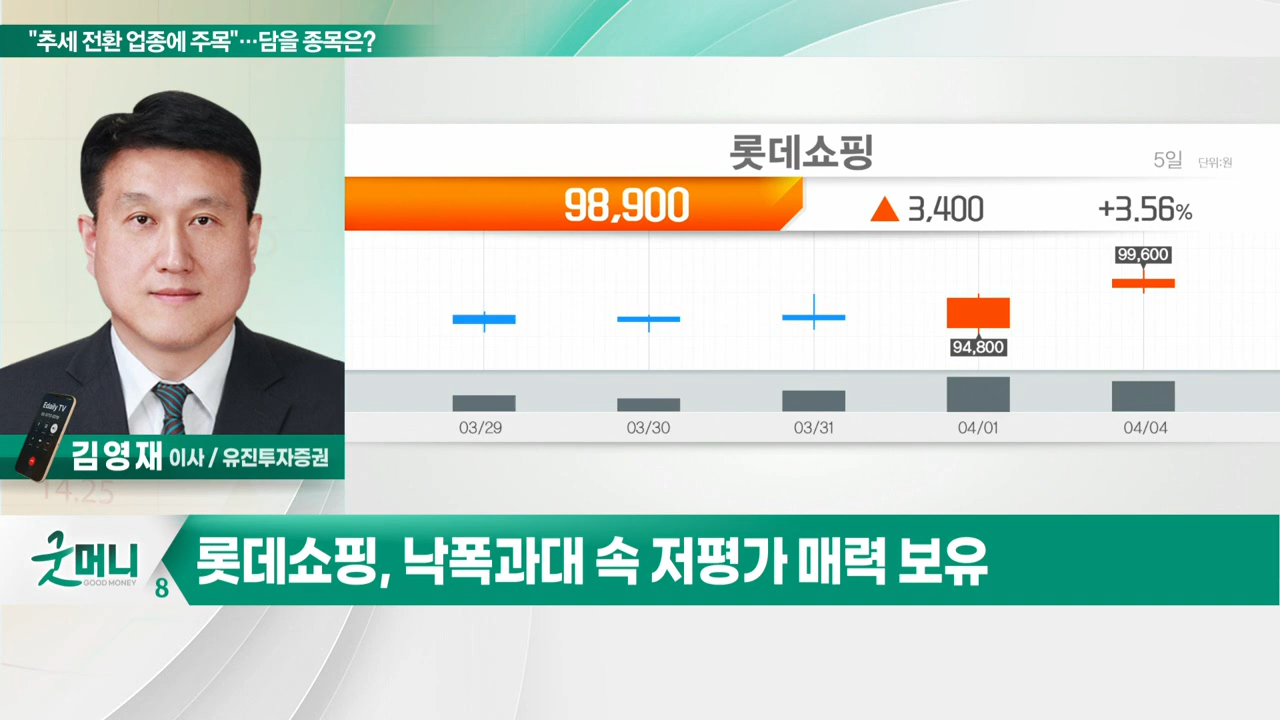 "추세 전환 업종에 주목"…담을 종목은?
롯데쇼핑
5일 단위:원
98,900 ▲ 3,400 +3.56%
99,600
94,800
03/29 03/30 03/31 04/01 04/04
Edaily TV
김영재 이사 / 유진투자증권
14.25
굿머니
GOOD MONEY
8
롯데쇼핑, 낙폭과대 속 저평가 매력 보유